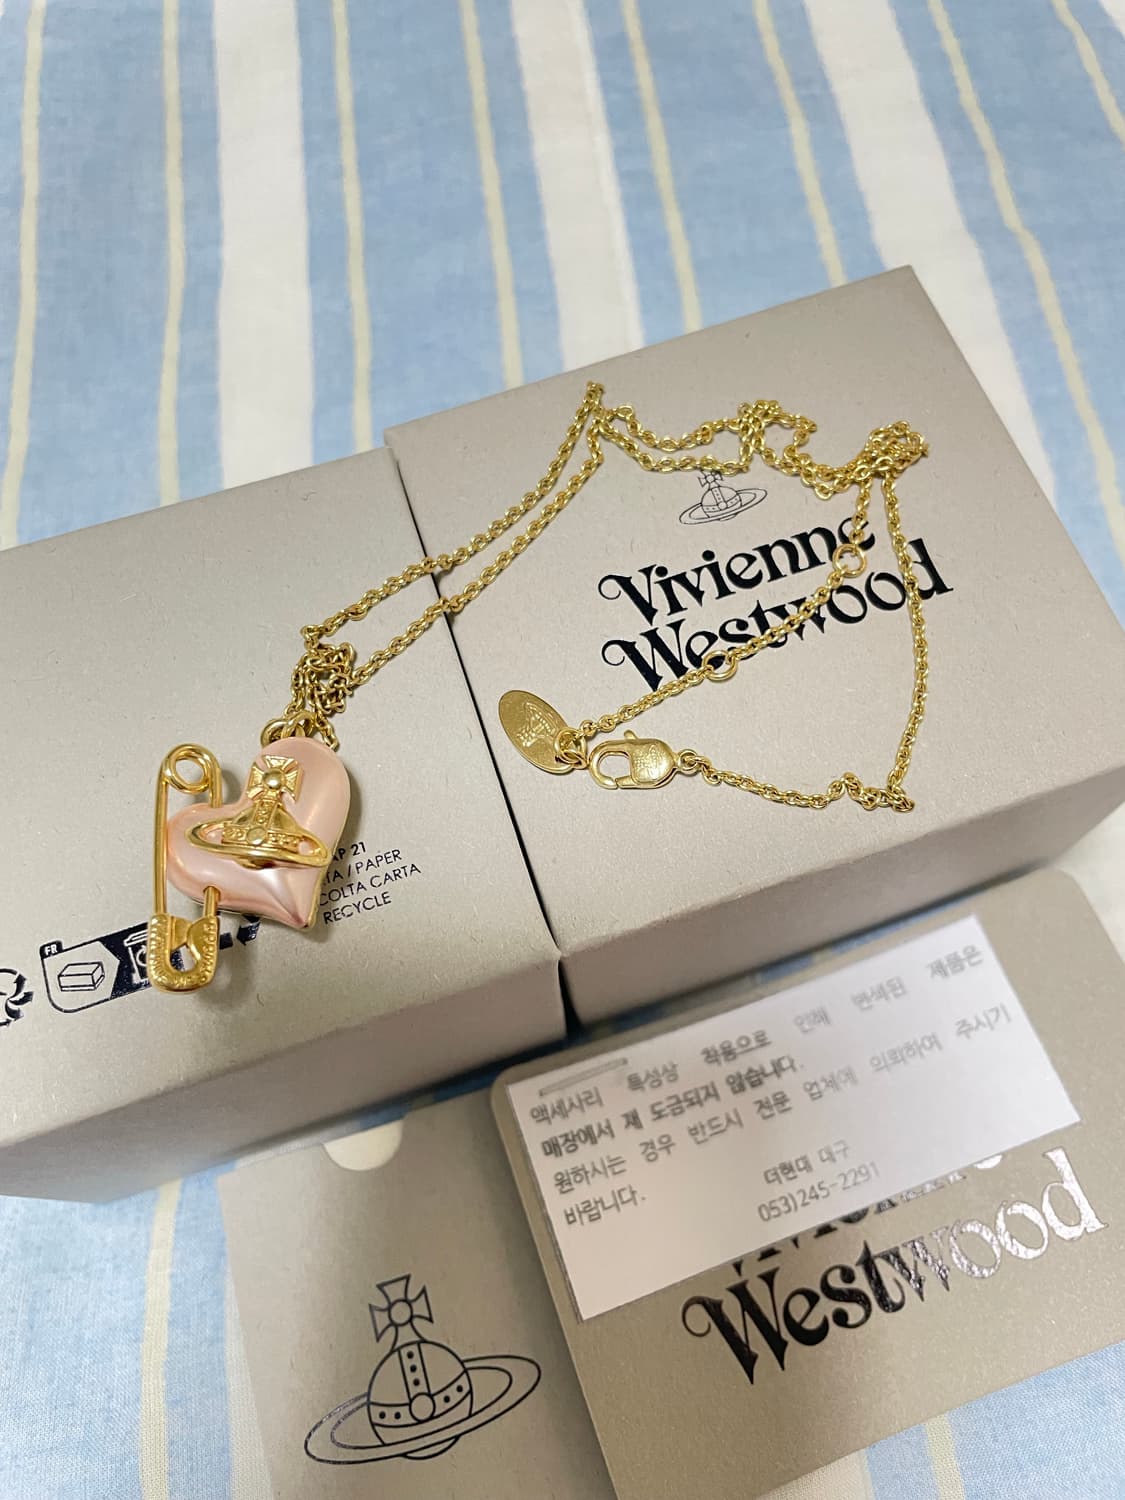 Vivienne
Westwood
AP 21
TA / PAPER
COLTA CARTA
RECYCLE
FR
액세사리 특성상 착용으로 인해 변색된 제품은
매장에서 재 도금되지 않습니다.
원하시는 경우 반드시 전문 업체에 의뢰하여 주시기
바랍니다.
더현대 대구
053)245-2291
Westwood